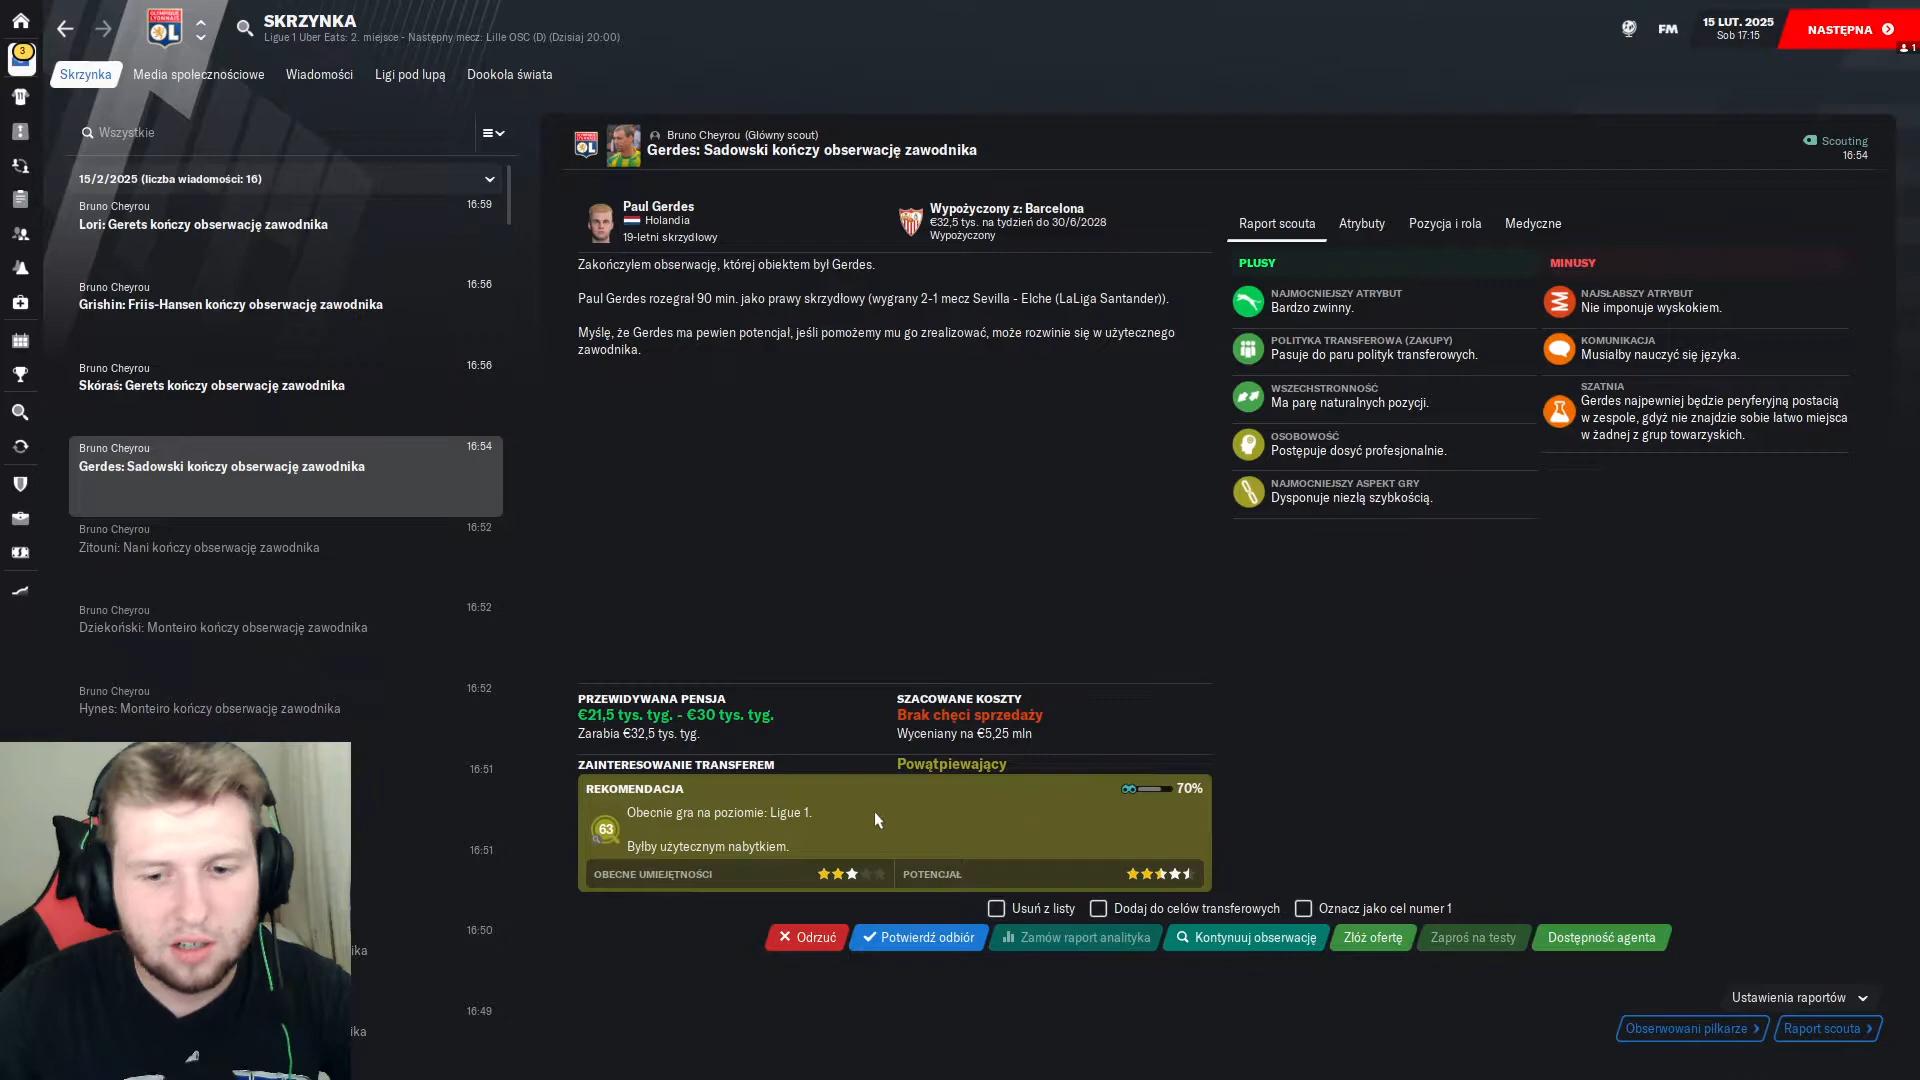 SKRZYNKA
Ligue 1 Uber Eats: 2. miejsce - Następny mecz: Lille OSC (D) (Dzisiaj 20:00)
FM
15 LUT. 2025
Sob 17:15
NASTĘPNA
1
3
Skrzynka
Media społecznościowe
Wiadomości
Ligi pod lupą
Dookoła świata
Wszystkie
15/2/2025 (liczba wiadomości: 16)
Bruno Cheyrou
16:59
Lori: Gerets kończy obserwację zawodnika
Bruno Cheyrou
16:56
Grishin: Friis-Hansen kończy obserwację zawodnika
Bruno Cheyrou
16:56
Skóraś: Gerets kończy obserwację zawodnika
Bruno Cheyrou
16:54
Gerdes: Sadowski kończy obserwację zawodnika
Bruno Cheyrou
16:52
Zitouni: Nani kończy obserwację zawodnika
Bruno Cheyrou
16:52
Dziekoński: Monteiro kończy obserwację zawodnika
Bruno Cheyrou
16:52
Hynes: Monteiro kończy obserwację zawodnika
16:51
16:51
16:50
ika
16:49
ika
Bruno Cheyrou (Główny scout)
Gerdes: Sadowski kończy obserwację zawodnika
Scouting
16:54
Paul Gerdes
Holandia
19-letni skrzydłowy
Wypożyczony z: Barcelona
€32,5 tys. na tydzień do 30/6/2028
Wypożyczony
Zakończyłem obserwację, której obiektem był Gerdes.
Paul Gerdes rozegrał 90 min. jako prawy skrzydłowy (wygrany 2-1 mecz Sevilla - Elche (LaLiga Santander)).
Myślę, że Gerdes ma pewien potencjał, jeśli pomożemy mu go zrealizować, może rozwinie się w użytecznego
zawodnika.
Raport scouta
Atrybuty
Pozycja i rola
Medyczne
PLUSY
NAJMOCNIEJSZY ATRYBUT
Bardzo zwinny.
POLITYKA TRANSFEROWA (ZAKUPY)
Pasuje do paru polityk transferowych.
WSZECHSTRONNOŚĆ
Ma parę naturalnych pozycji.
OSOBOWOŚĆ
Postępuje dosyć profesjonalnie.
NAJMOCNIEJSZY ASPEKT GRY
Dysponuje niezłą szybkością.
MINUSY
NAJSŁABSZY ATRYBUT
Nie imponuje wyskokiem.
KOMUNIKACJA
Musiałby nauczyć się języka.
SZATNIA
Gerdes najpewniej będzie peryferyjną postacią
w zespole, gdyż nie znajdzie sobie łatwo miejsca
w żadnej z grup towarzyskich.
PRZEWIDYWANA PENSJA
€21,5 tys. tyg. - €30 tys. tyg.
Zarabia €32,5 tys. tyg.
SZACOWANE KOSZTY
Brak chęci sprzedaży
Wyceniany na €5,25 mln
ZAINTERESOWANIE TRANSFEREM
Powątpiewający
REKOMENDACJA
70%
63
Obecnie gra na poziomie: Ligue 1.
Byłby użytecznym nabytkiem.
OBECNE UMIEJĘTNOŚCI
POTENCJAŁ
Usuń z listy
Dodaj do celów transferowych
Oznacz jako cel numer 1
Odrzuć
Potwierdź odbiór
Zamów raport analityka
Kontynuuj obserwację
Złóż ofertę
Zaproś na testy
Dostępność agenta
Ustawienia raportów
Obserwowani piłkarze
Raport scouta